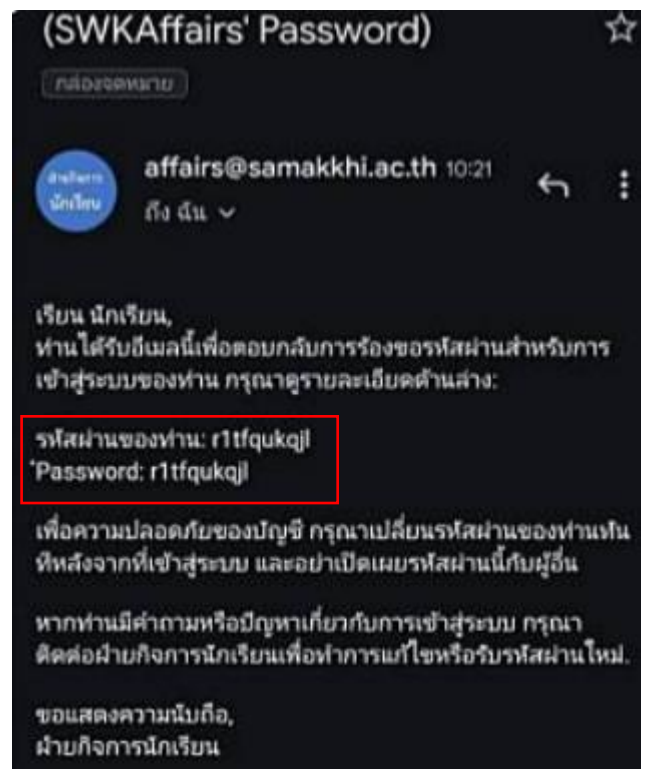 (SWKAffairs' Password)
กล่องจดหมาย
ฝ่ายกิจการ
นักเรียน
affairs@samakkhi.ac.th 10:21
ถึง ฉัน
เรียน นักเรียน,
ท่านได้รับอีเมลนี้เพื่อตอบกลับการร้องขอรหัสผ่านสำหรับการ
เข้าสู่ระบบของท่าน กรุณาดูรายละเอียดด้านล่าง:
รหัสผ่านของท่าน: r1tfqukqjl
*Password: r1tfqukqjl
เพื่อความปลอดภัยของบัญชี กรุณาเปลี่ยนรหัสผ่านของท่านทัน
ทีหลังจากที่เข้าสู่ระบบ และอย่าเปิดเผยรหัสผ่านนี้กับผู้อื่น
หากท่านมีคำถามหรือปัญหาเกี่ยวกับการเข้าสู่ระบบ กรุณา
ติดต่อฝ่ายกิจการนักเรียนเพื่อทำการแก้ไขหรือรับรหัสผ่านใหม่.
ขอแสดงความนับถือ,
ฝ่ายกิจการนักเรียน